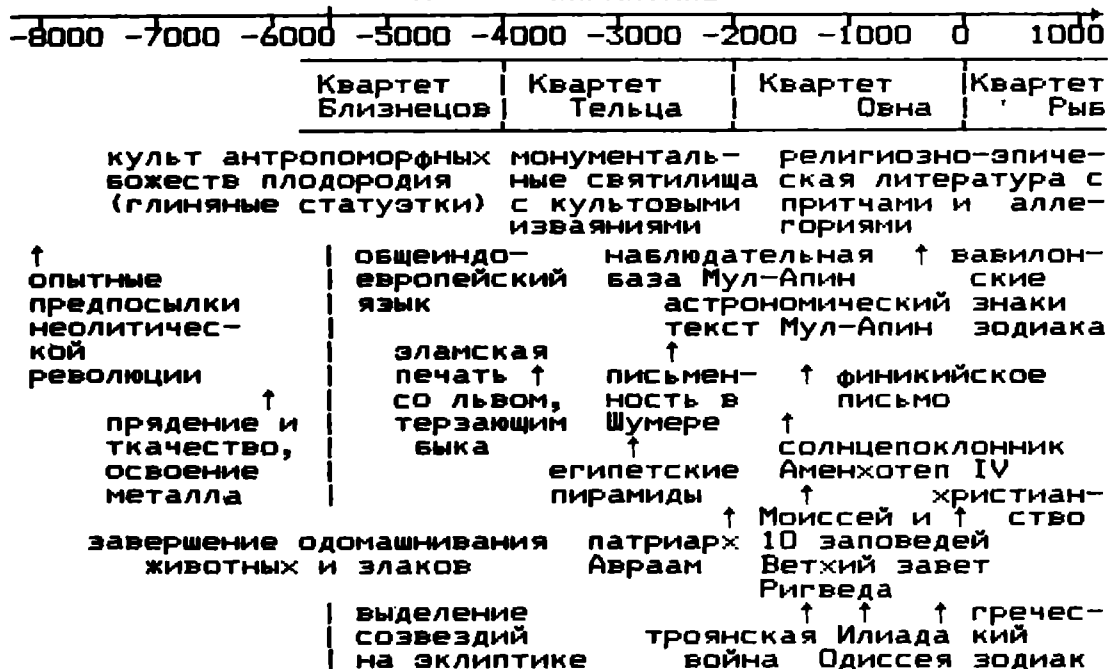 -8000 -7000 -6000 -5000 -4000 -3000 -2000 -1000 0 1000
Квартет Квартет Квартет Квартет
Близнецов Тельца Овна Рыб
культ антропоморфных монументаль- религиозно-эпиче-
божеств плодородия ные святилища ская литература с
(глиняные статуэтки) с культовыми притчами и алле-
изваяниями гориями
↑ общеиндо- наблюдательная ↑ вавилон-
опытные европейский база Мул-Апин ские
предпосылки язык астрономический знаки
неолитичес- текст Мул-Апин зодиака
кой эламская ↑
революции печать ↑ письмен- ↑ финикийское
↑ со львом, ность в письмо
прядение и терзающим Шумере ↑
ткачество, быка ↑ солнцепоклонник
освоение египетские Аменхотеп IV
металла пирамиды ↑ христиан-
↑ Моиссей и ↑ ство
завершение одомашнивания патриарх 10 заповедей
животных и злаков Авраам Ветхий завет
Ригведа
выделение ↑ ↑ ↑ гречес-
созвездий троянская Илиада кий
на эклиптике война Одиссея зодиак